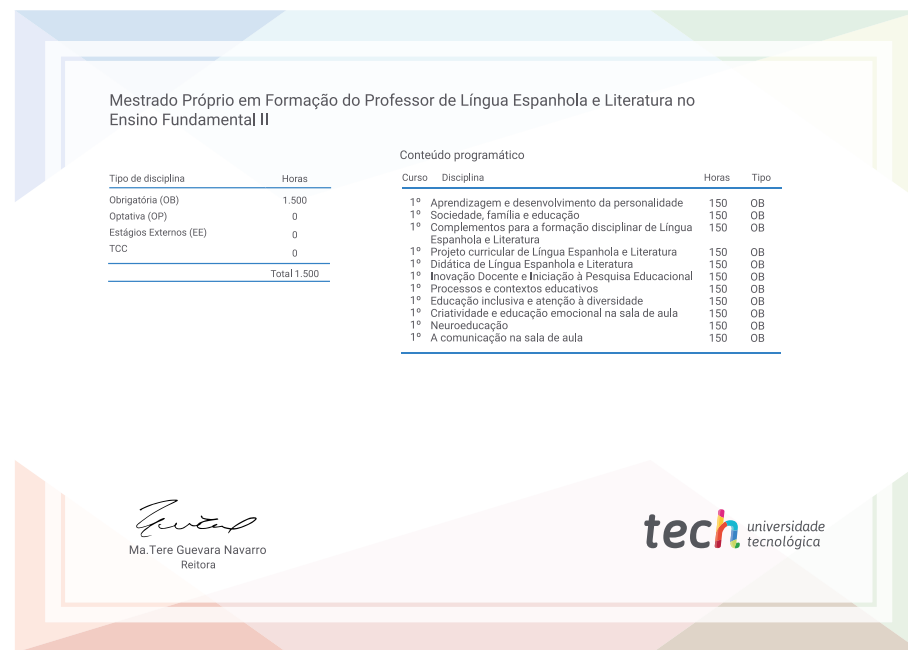 Mestrado Próprio em Formação do Professor de Língua Espanhola e Literatura no
Ensino Fundamental II
Tipo de disciplina Horas
Obrigatória (OB) 1.500
Optativa (OP) 0
Estágios Externos (EE) 0
TCC 0
Total 1.500
Conteúdo programático
Curso Disciplina Horas Tipo
1º Aprendizagem e desenvolvimento da personalidade 150 OB
1º Sociedade, família e educação 150 OB
1º Complementos para a formação disciplinar de Língua 150 OB
Espanhola e Literatura
1º Projeto curricular de Língua Espanhola e Literatura 150 OB
1º Didática de Língua Espanhola e Literatura 150 OB
1º Inovação Docente e Iniciação à Pesquisa Educacional 150 OB
1º Processos e contextos educativos 150 OB
1º Educação inclusiva e atenção à diversidade 150 OB
1º Criatividade e educação emocional na sala de aula 150 OB
1º Neuroeducação 150 OB
1º A comunicação na sala de aula 150 OB
Ma.Tere Guevara Navarro
Reitora
tech universidade
tecnológica